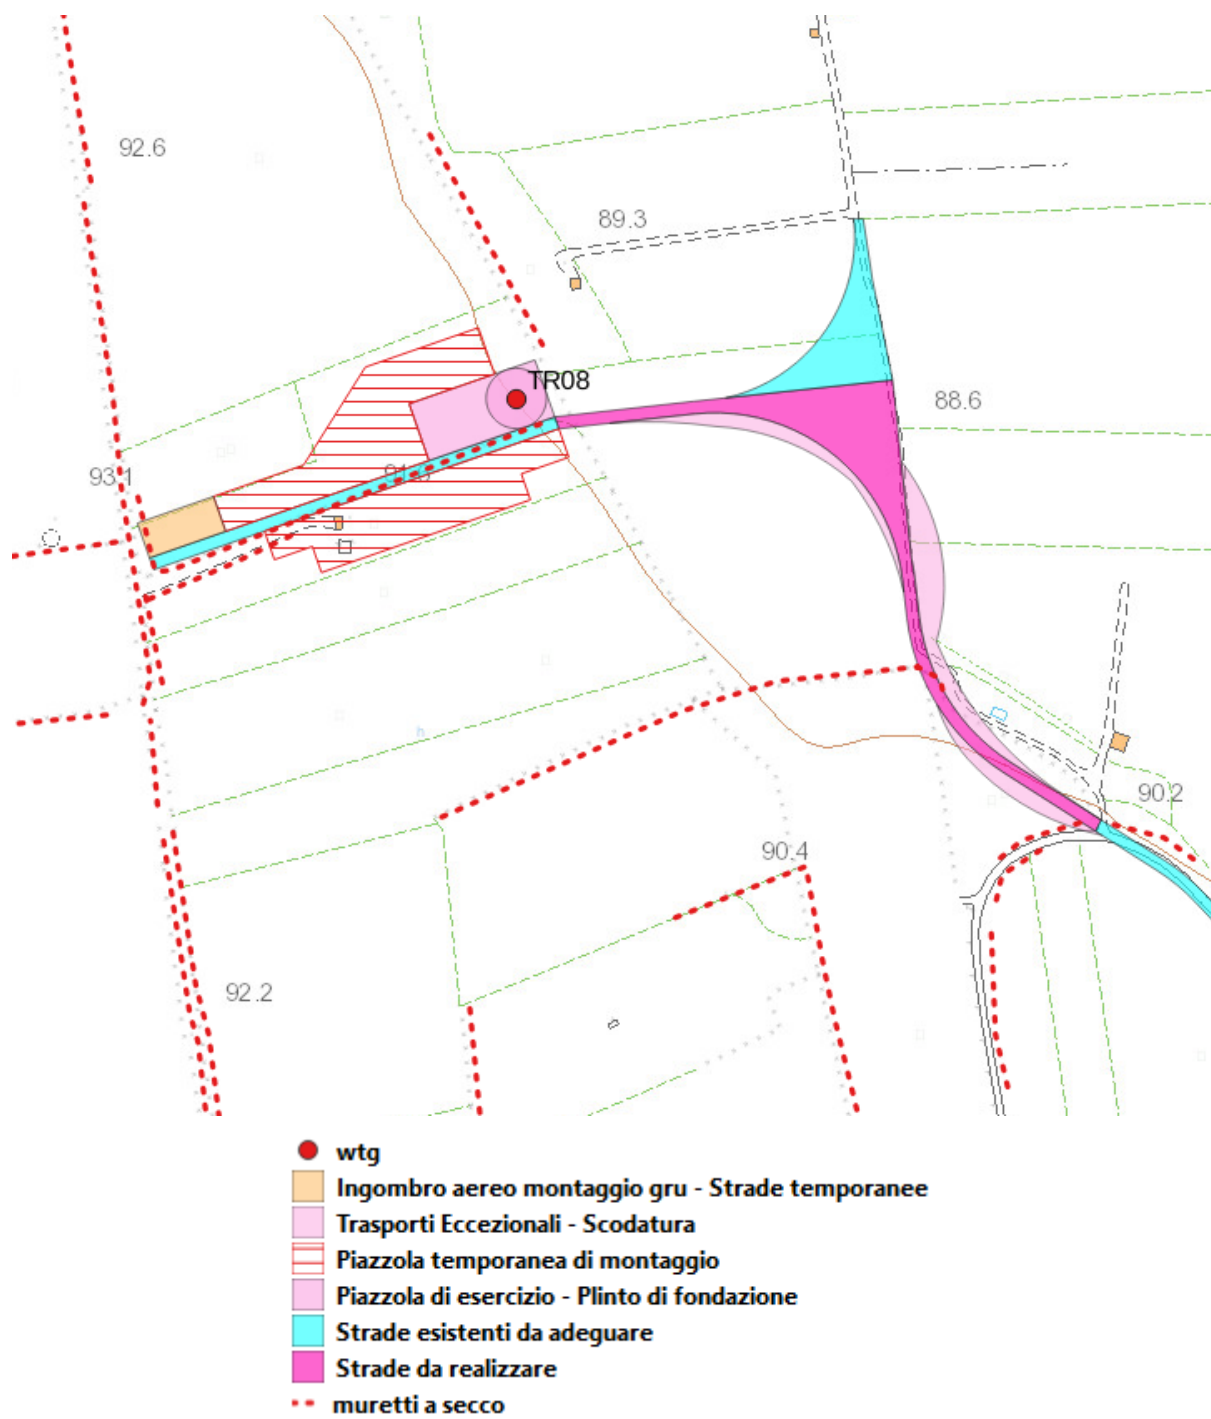 92.6
89.3
TR08
88.6
93.1
90.2
90.4
92.2
wtg
Ingombro aereo montaggio gru - Strade temporanee
Trasporti Eccezionali - Scodatura
Piazzola temporanea di montaggio
Piazzola di esercizio - Plinto di fondazione
Strade esistenti da adeguare
Strade da realizzare
muretti a secco